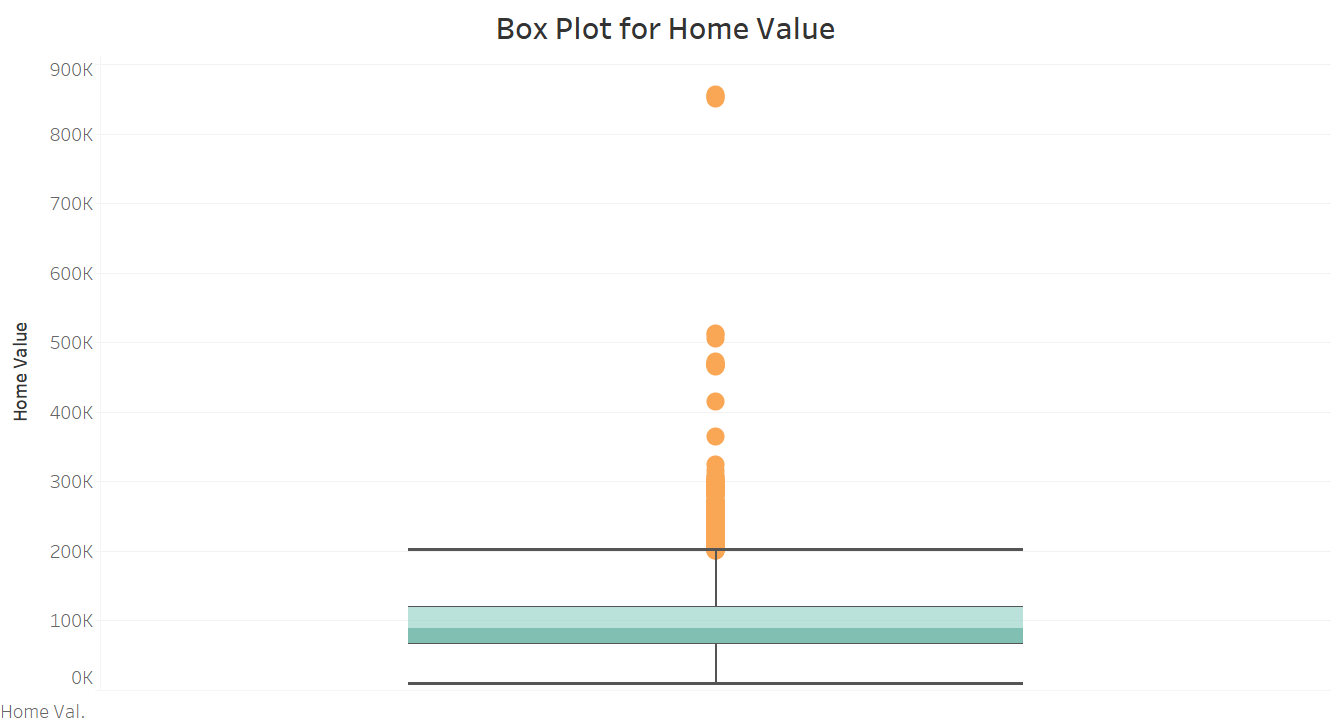 Box Plot for Home Value
900K
800K
700K
600K
500K
400K
300K
200K
100K
0K
Home Value
Home Val.